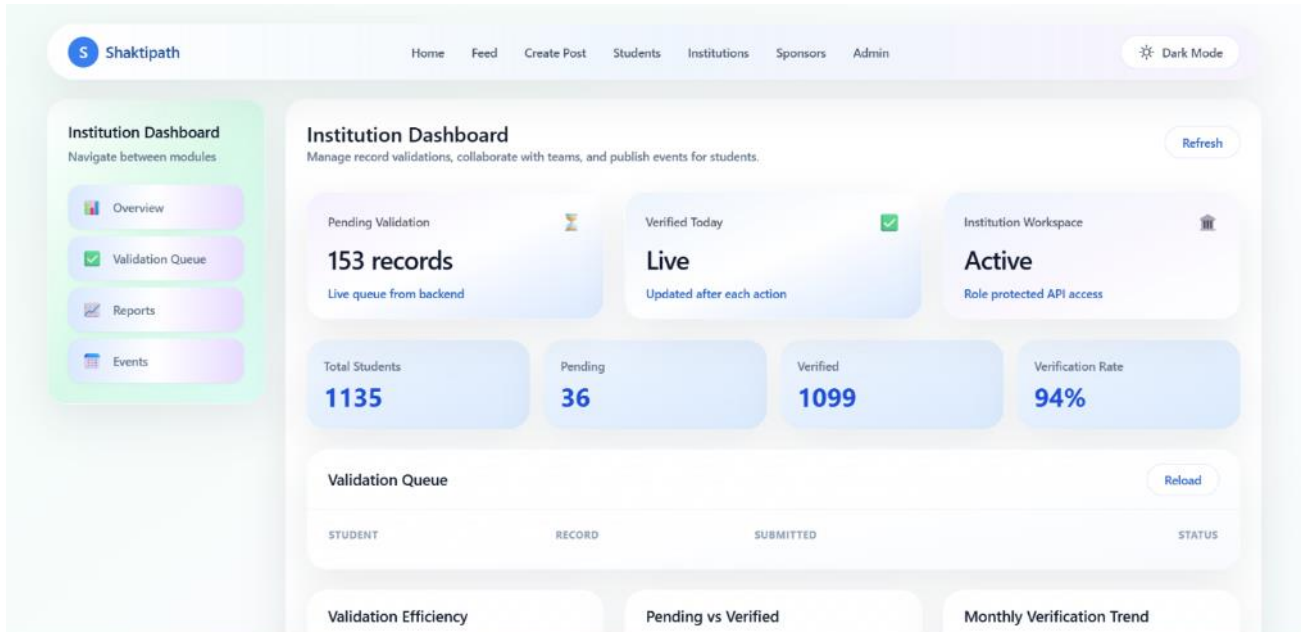 S Shaktipath Home Feed Create Post Students Institutions Sponsors Admin Dark Mode
Institution Dashboard
Navigate between modules
Overview
Validation Queue
Reports
Events
Institution Dashboard
Manage record validations, collaborate with teams, and publish events for students.
Refresh
Pending Validation
153 records
Live queue from backend
Verified Today
Live
Updated after each action
Institution Workspace
Active
Role protected API access
Total Students
1135
Pending
36
Verified
1099
Verification Rate
94%
Validation Queue
Reload
STUDENT RECORD SUBMITTED STATUS
Validation Efficiency
Pending vs Verified
Monthly Verification Trend